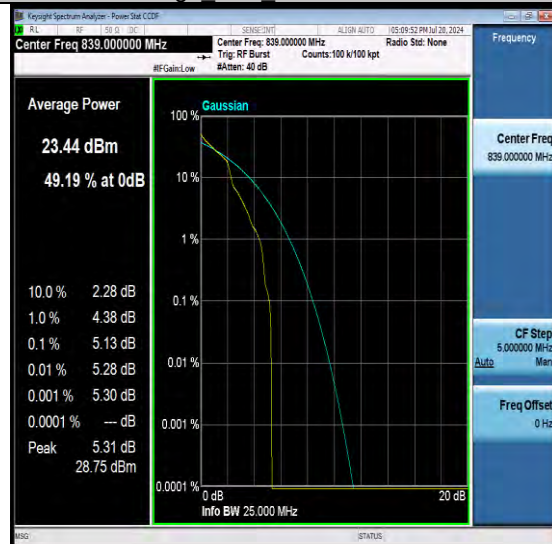 Keysight Spectrum Analyzer - Power Stat CCDF
RL RF 50 Ω DC SENSE:INT ALIGN AUTO 05:09:52 PM Jul 20, 2024
Center Freq 839.000000 MHz
Center Freq: 839.000000 MHz Radio Std: None
Trig: RF Burst Counts:100 k/100 kpt
#IFGain:Low #Atten: 40 dB
Frequency
Average Power
23.44 dBm
49.19 % at 0dB
10.0 % 2.28 dB
1.0 % 4.38 dB
0.1 % 5.13 dB
0.01 % 5.28 dB
0.001 % 5.30 dB
0.0001 % --- dB
Peak 5.31 dB
28.75 dBm
Gaussian
100 %
10 %
1 %
0.1 %
0.01 %
0.001 %
0.0001 %
0 dB 20 dB
Info BW 25.000 MHz
Center Freq
839.000000 MHz
CF Step
5.000000 MHz
Auto Man
Freq Offset
0 Hz
MSG STATUS